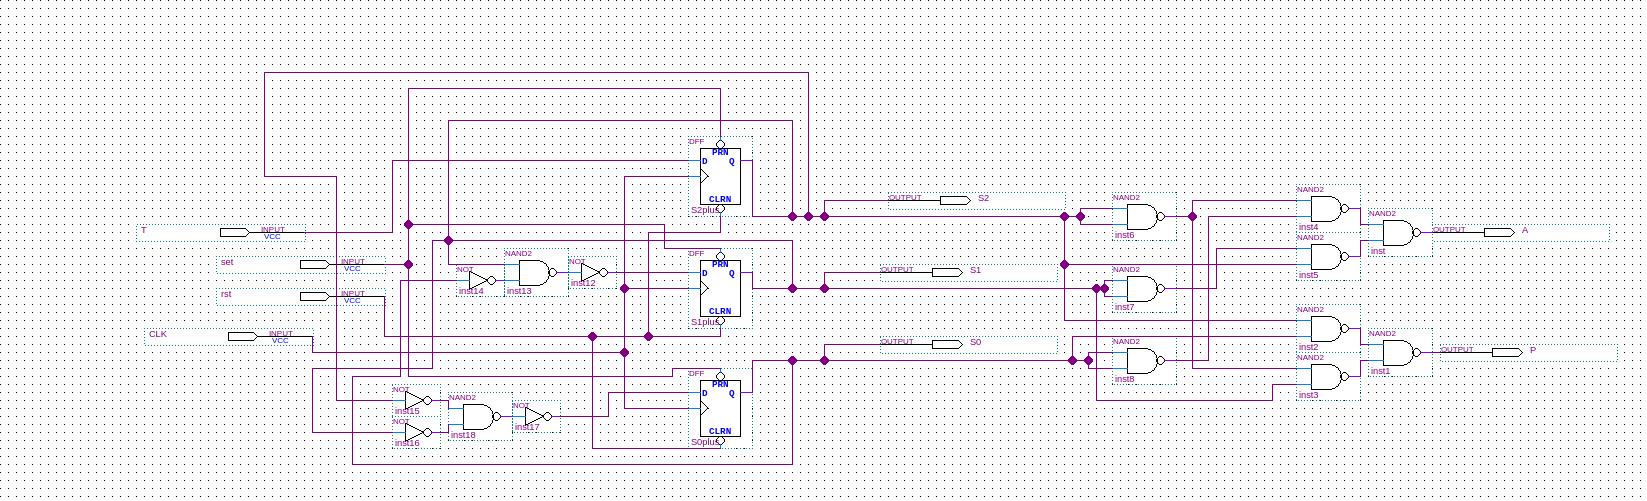 DFF
PRN
D Q
CLRN
S2plus
OUTPUT S2
NAND2
inst6
NAND2
inst4
NAND2
inst
OUTPUT A
T INPUT
VCC
set INPUT
VCC
rst INPUT
VCC
CLK INPUT
VCC
NOT
inst14
NAND2
inst13
NOT
inst12
DFF
PRN
D Q
CLRN
S1plus
OUTPUT S1
NAND2
inst7
NAND2
inst5
NAND2
inst2
NAND2
inst1
OUTPUT P
OUTPUT S0
NAND2
inst8
NAND2
inst3
NOT
inst15
NOT
inst16
NAND2
inst18
NOT
inst17
DFF
PRN
D Q
CLRN
S0plus